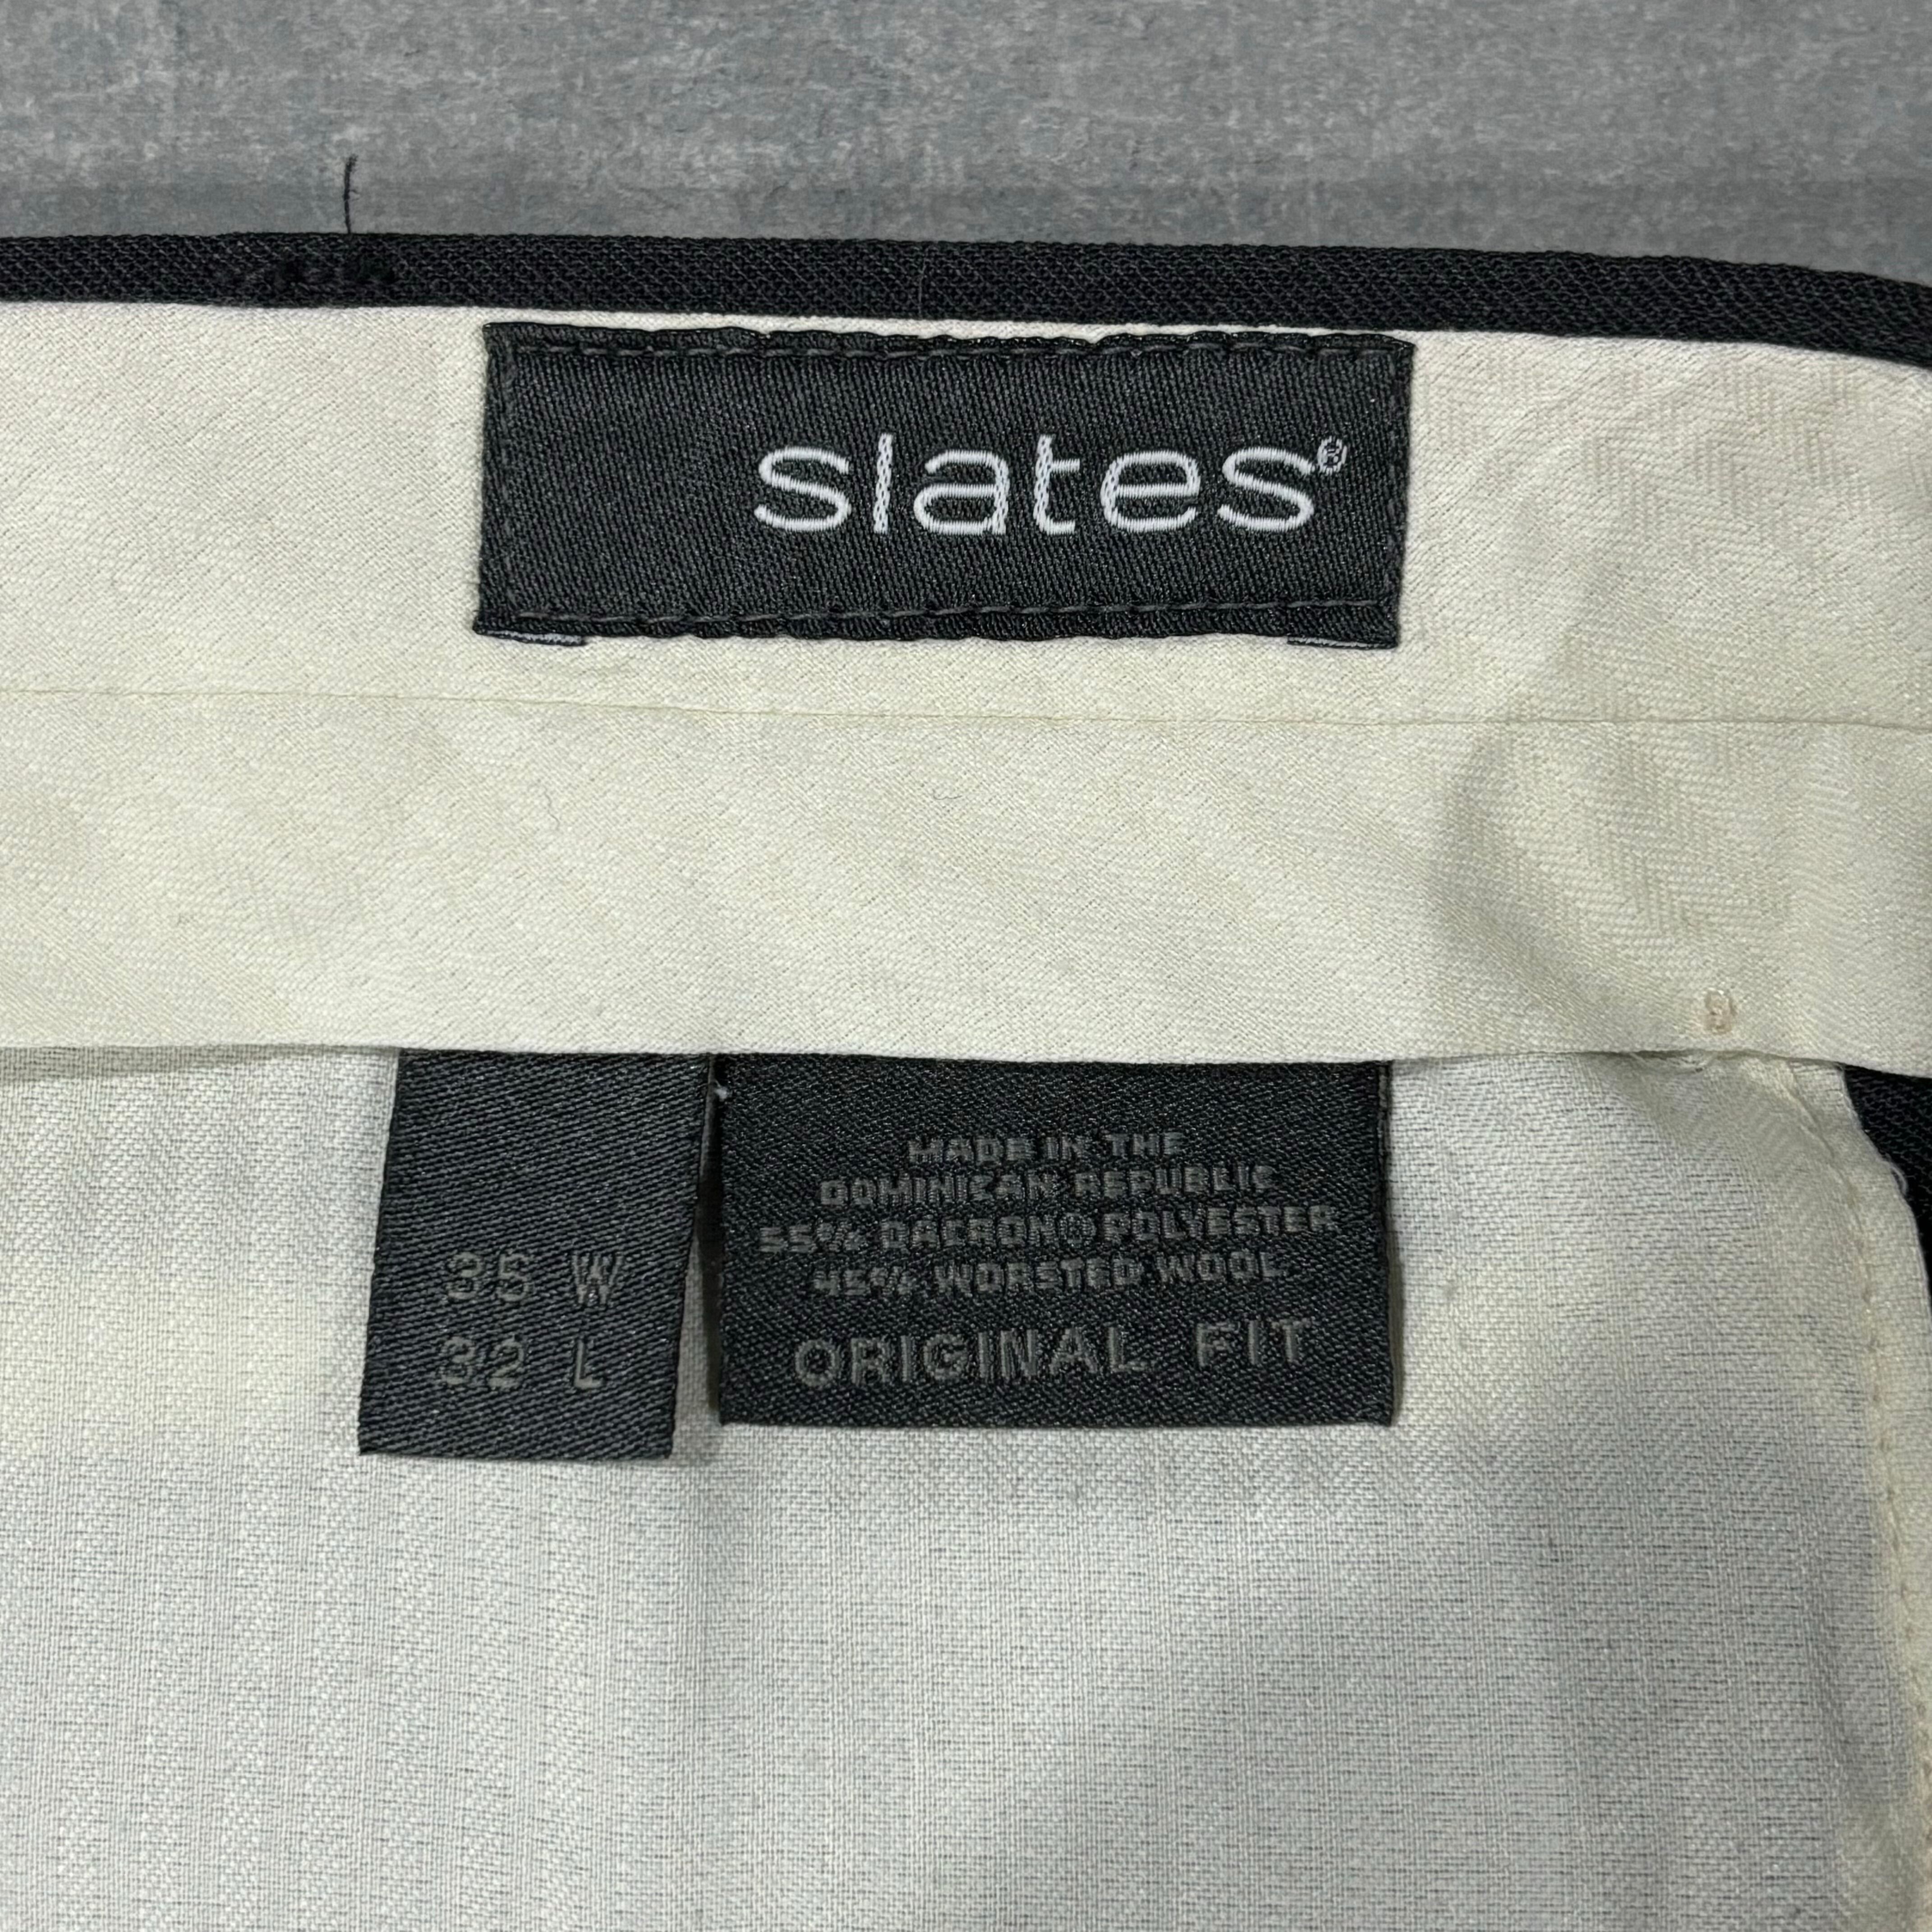 slates®
35 W
32 L
MADE IN THE
DOMINICAN REPUBLIC
55% DACRON® POLYESTER
45% WORSTED WOOL
ORIGINAL FIT